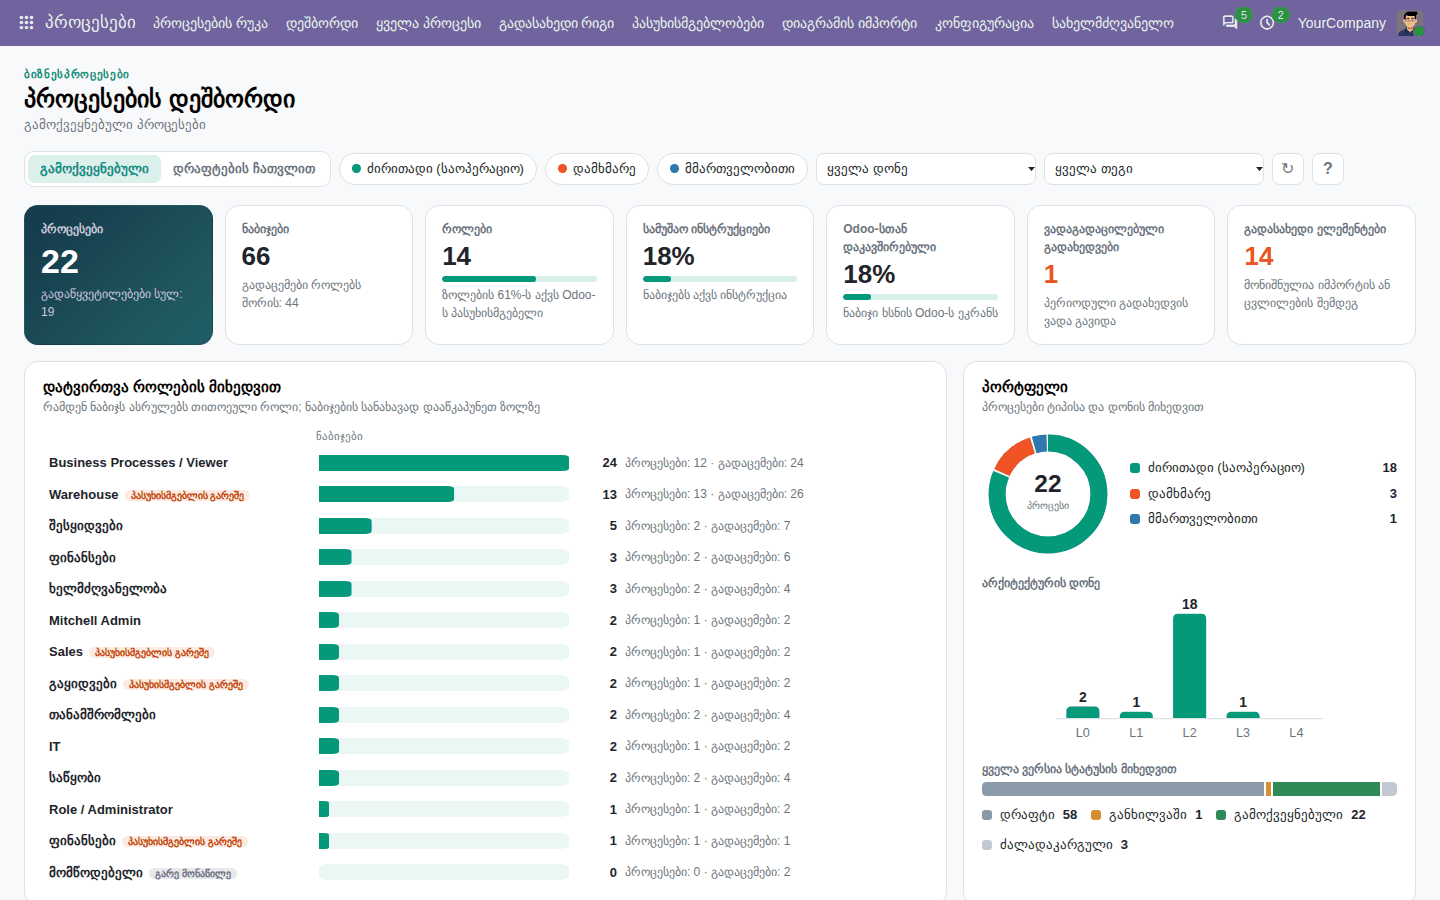 პროცესები პროცესების რუკა დეშბორდი ყველა პროცესი გადასახედი რიგი პასუხისმგებლობები დიაგრამის იმპორტი კონფიგურაცია სახელმძღვანელო 5 2 YourCompany
ბიზნესპროცესები
პროცესების დეშბორდი
გამოქვეყნებული პროცესები
გამოქვეყნებული დრაფტების ჩათვლით ძირითადი (საოპერაციო) დამხმარე მმართველობითი ყველა დონე ყველა თეგი ↻ ?
პროცესები
22
გადაწყვეტილებები სულ:
19
ნაბიჯები
66
გადაცემები როლებს
შორის: 44
როლები
14
ზოლების 61%-ს აქვს Odoo-
ს პასუხისმგებელი
სამუშაო ინსტრუქციები
18%
ნაბიჯებს აქვს ინსტრუქცია
Odoo-სთან
დაკავშირებული
18%
ნაბიჯი ხსნის Odoo-ს ეკრანს
ვადაგადაცილებული
გადახედვები
1
პერიოდული გადახედვის
ვადა გავიდა
გადასახედი ელემენტები
14
მონიშნულია იმპორტის ან
ცვლილების შემდეგ
დატვირთვა როლების მიხედვით
რამდენ ნაბიჯს ასრულებს თითოეული როლი; ნაბიჯების სანახავად დააწკაპუნეთ ზოლზე
ნაბიჯები
Business Processes / Viewer 24 პროცესები: 12 · გადაცემები: 24
Warehouse პასუხისმგებლის გარეშე 13 პროცესები: 13 · გადაცემები: 26
შესყიდვები 5 პროცესები: 2 · გადაცემები: 7
ფინანსები 3 პროცესები: 2 · გადაცემები: 6
ხელმძღვანელობა 3 პროცესები: 2 · გადაცემები: 4
Mitchell Admin 2 პროცესები: 1 · გადაცემები: 2
Sales პასუხისმგებლის გარეშე 2 პროცესები: 1 · გადაცემები: 2
გაყიდვები პასუხისმგებლის გარეშე 2 პროცესები: 1 · გადაცემები: 2
თანამშრომლები 2 პროცესები: 2 · გადაცემები: 4
IT 2 პროცესები: 1 · გადაცემები: 2
საწყობი 2 პროცესები: 2 · გადაცემები: 4
Role / Administrator 1 პროცესები: 1 · გადაცემები: 2
ფინანსები პასუხისმგებლის გარეშე 1 პროცესები: 1 · გადაცემები: 1
მომწოდებელი გარე მონაწილე 0 პროცესები: 0 · გადაცემები: 2
პორტფელი
პროცესები ტიპისა და დონის მიხედვით
22
პროცესი
ძირითადი (საოპერაციო) 18
დამხმარე 3
მმართველობითი 1
არქიტექტურის დონე
2 1 18 1
L0 L1 L2 L3 L4
ყველა ვერსია სტატუსის მიხედვით
დრაფტი 58 განხილვაში 1 გამოქვეყნებული 22
ძალადაკარგული 3